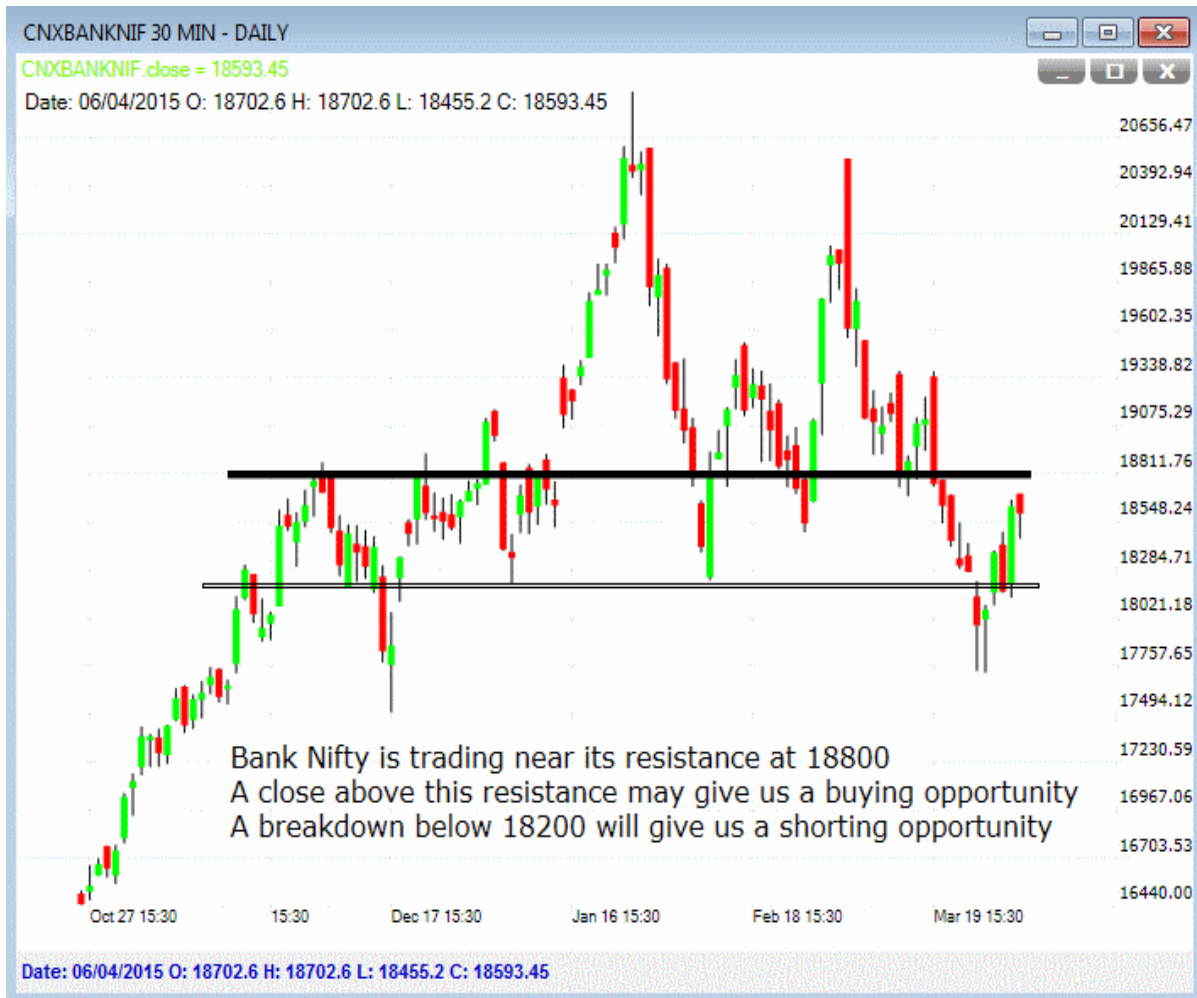 CNXBANKNIF 30 MIN - DAILY
CNXBANKNIF.close = 18593.45
Date: 06/04/2015 O: 18702.6 H: 18702.6 L: 18455.2 C: 18593.45
20656.47
20392.94
20129.41
19865.88
19602.35
19338.82
19075.29
18811.76
18548.24
18284.71
18021.18
17757.65
17494.12
17230.59
16967.06
16703.53
16440.00
Bank Nifty is trading near its resistance at 18800
A close above this resistance may give us a buying opportunity
A breakdown below 18200 will give us a shorting opportunity
Oct 27 15:30 15:30 Dec 17 15:30 Jan 16 15:30 Feb 18 15:30 Mar 19 15:30
Date: 06/04/2015 O: 18702.6 H: 18702.6 L: 18455.2 C: 18593.45